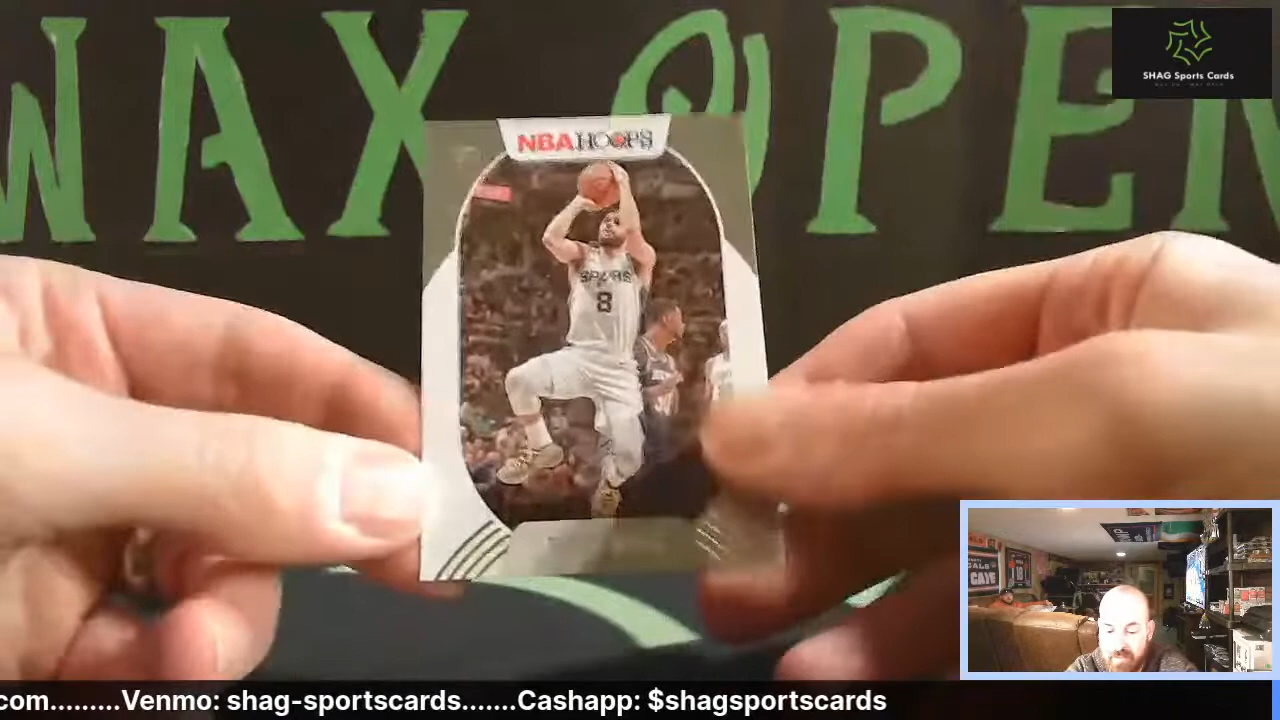 WAX OPEN
SHAG Sports Cards
NBA HOOPS
SPURS
8
com.........Venmo: shag-sportscards.......Cashapp: $shagsportscards